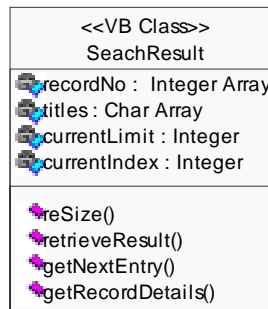 <<VB Class>>
SeachResult
recordNo : Integer Array
titles : Char Array
currentLimit : Integer
currentIndex : Integer
reSize()
retrieveResult()
getNextEntry()
getRecordDetails()